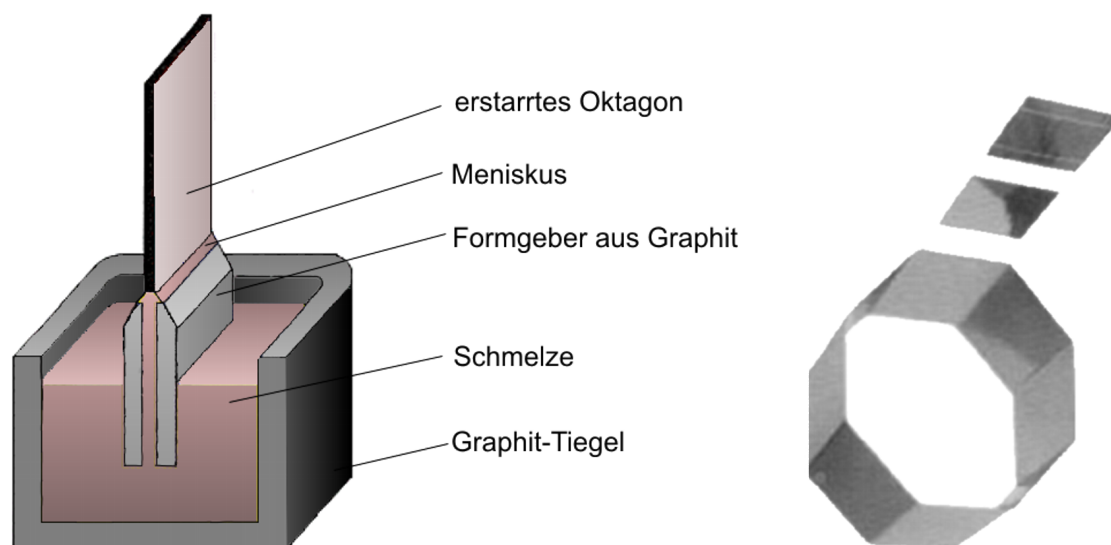 erstarrtes Oktagon
Meniskus
Formgeber aus Graphit
Schmelze
Graphit-Tiegel